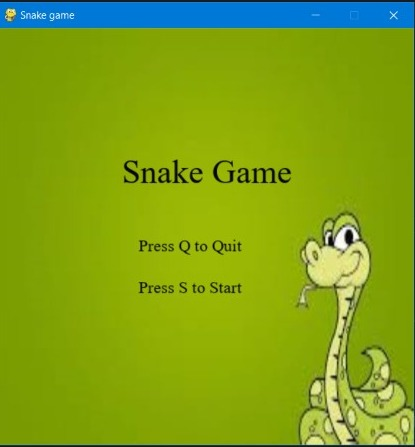 Snake game
Snake Game
Press Q to Quit
Press S to Start